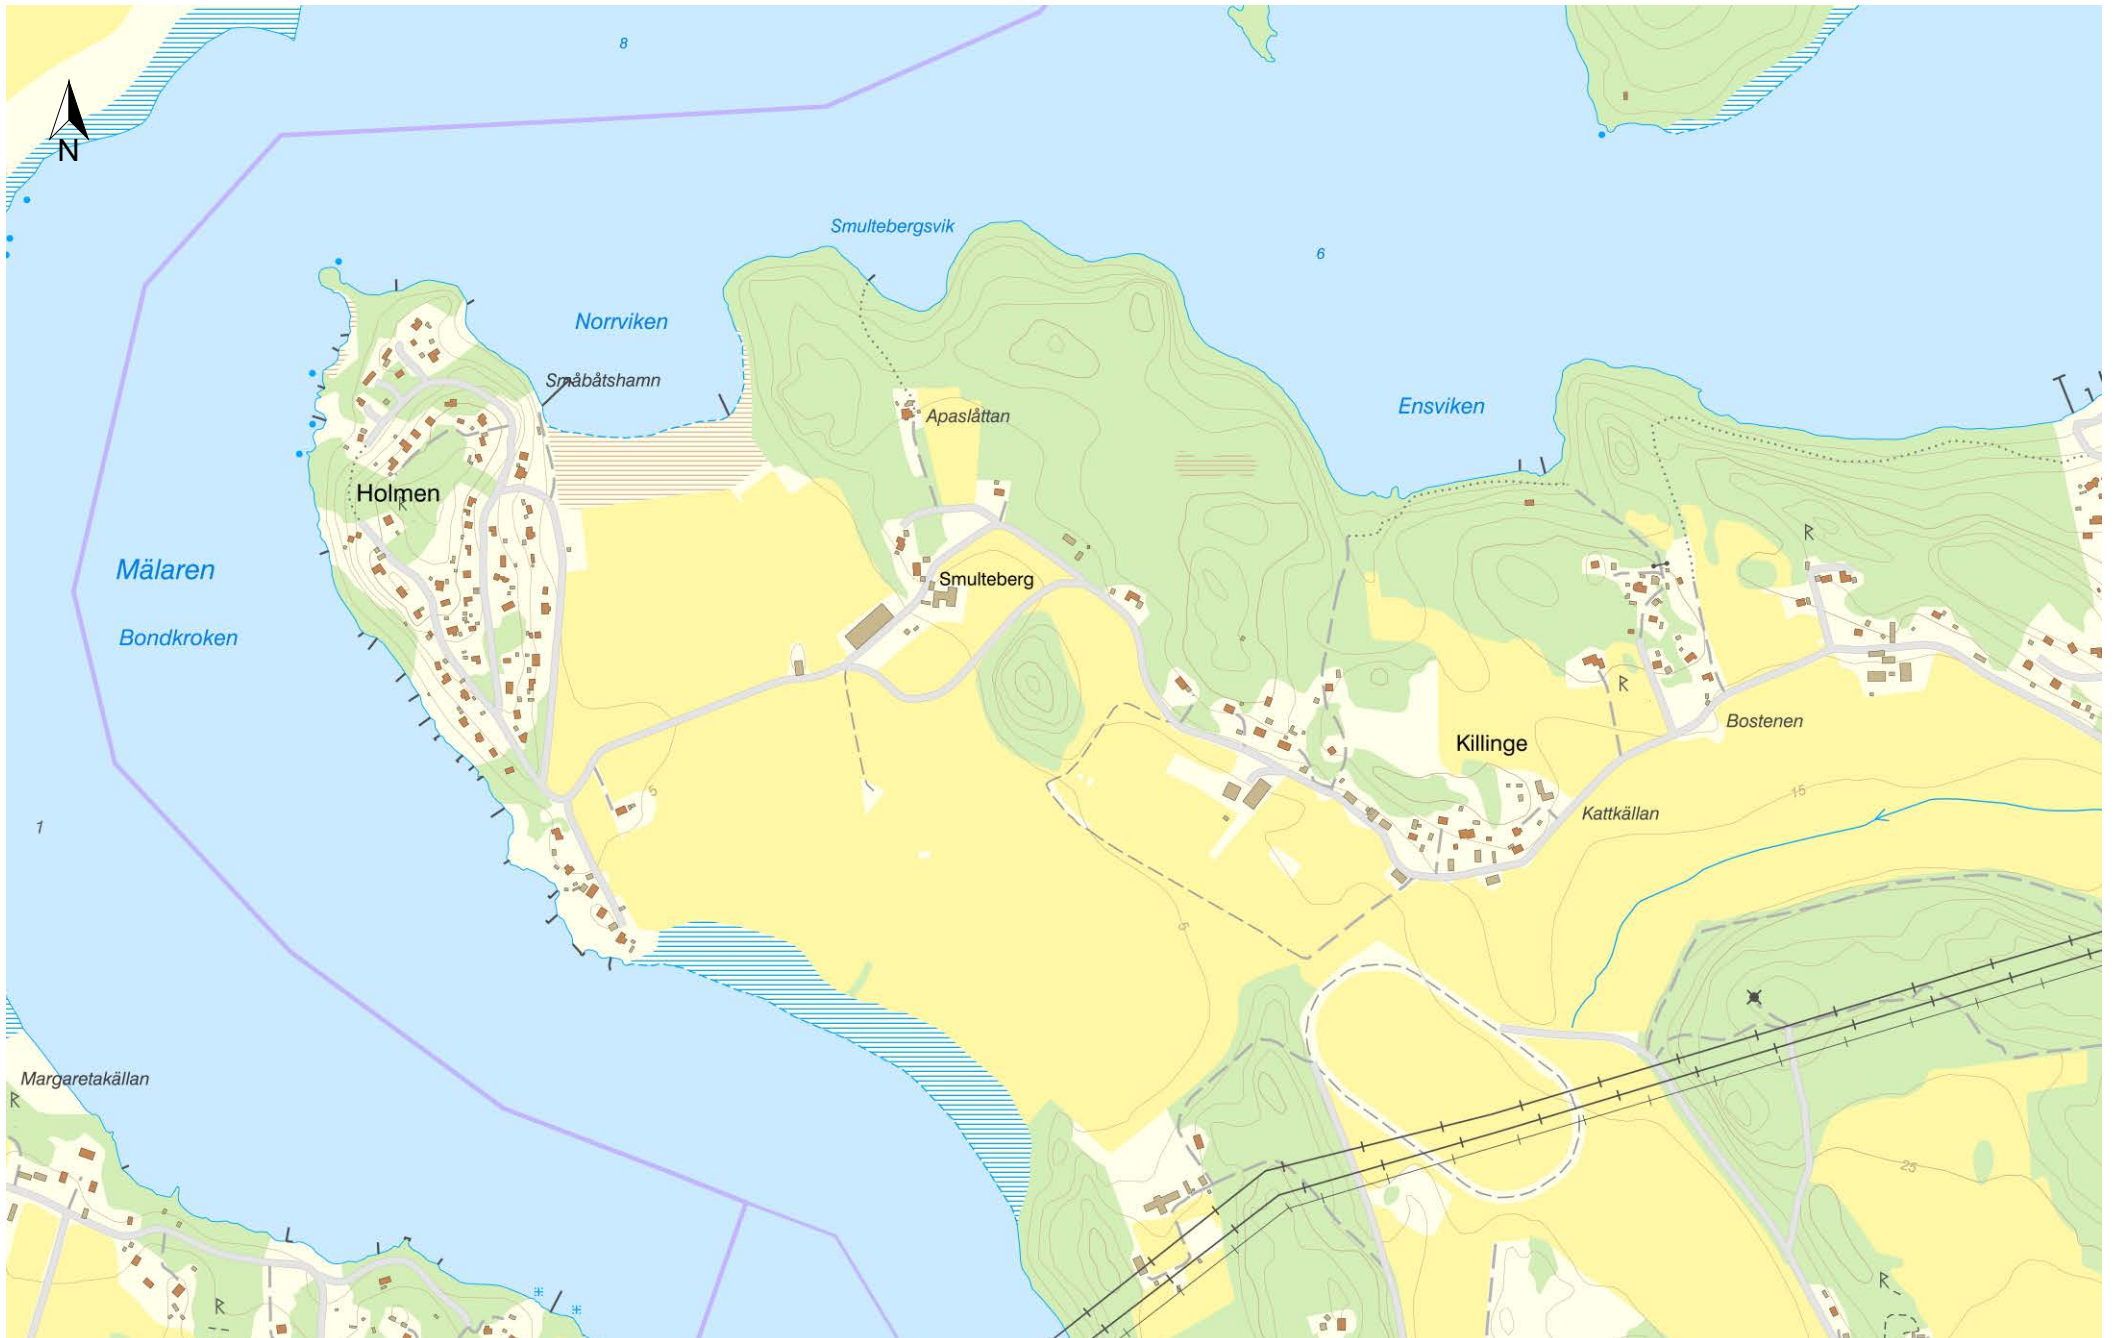 8
N
Smultebergsvik
6
Norrviken
Småbåtshamn
Ensviken
Apaslåttan
Holmen
R
R
Mälaren
Smulteberg
Bondkroken
R
Bostenen
Killinge
5
15
Kattkällan
1
5
Margaretakällan
R
25
R
R